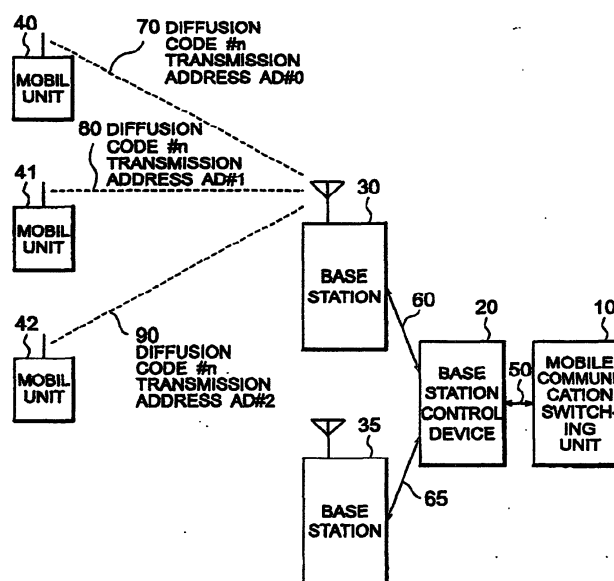 40
70 DIFFUSION
CODE #n
TRANSMISSION
ADDRESS AD#0
MOBIL
UNIT
80 DIFFUSION
CODE #n
TRANSMISSION
ADDRESS AD#1
41
MOBIL
UNIT
30
BASE
STATION
42
MOBIL
UNIT
90
DIFFUSION
CODE #n
TRANSMISSION
ADDRESS AD#2
60
20
BASE
STATION
CONTROL
DEVICE
50
10
MOBILE
COMMUNI-
CATION
SWITCH-
ING
UNIT
35
BASE
STATION
65